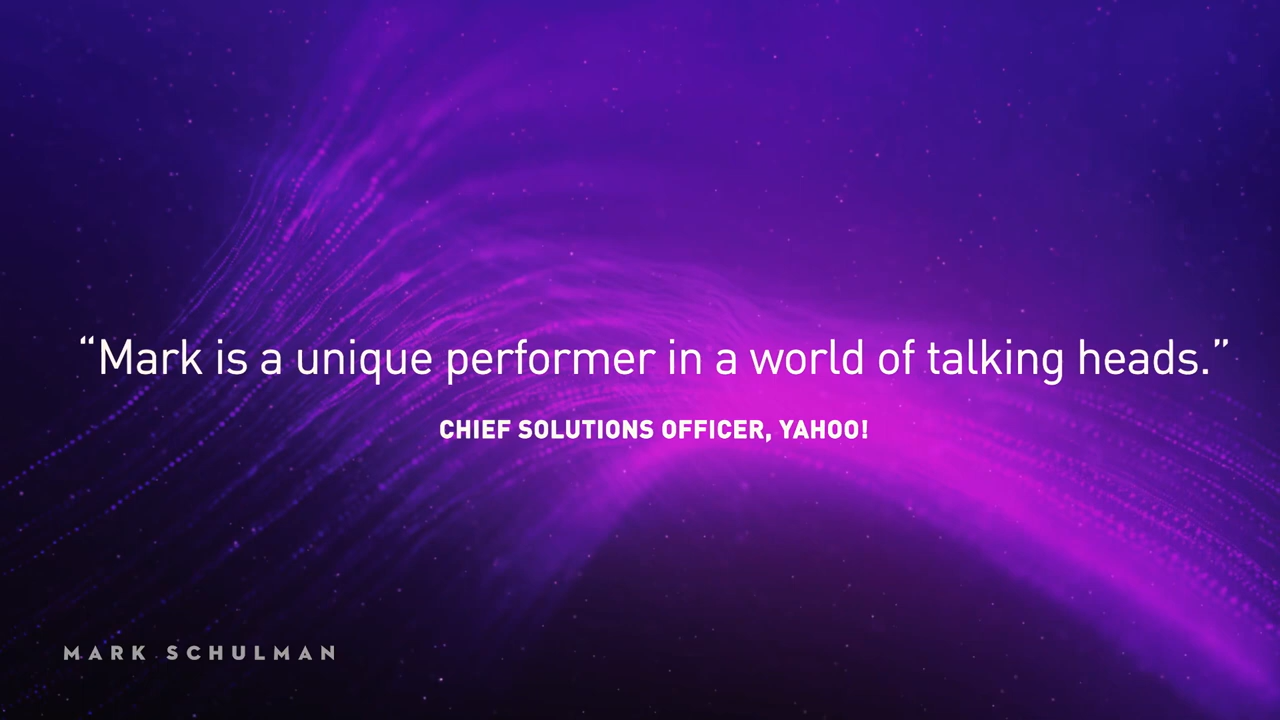 “Mark is a unique performer in a world of talking heads.”
CHIEF SOLUTIONS OFFICER, YAHOO!
MARK SCHULMAN